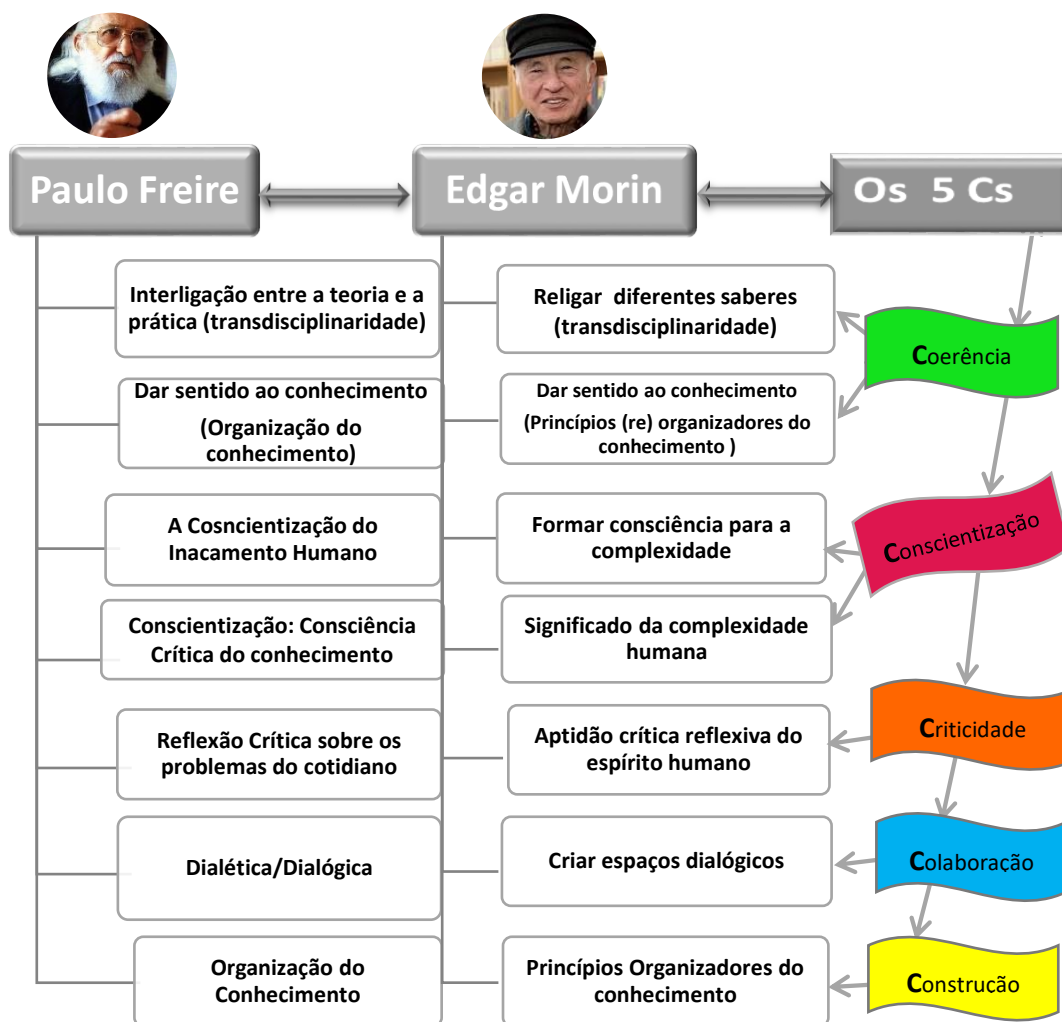 Paulo Freire
Edgar Morin
Os 5 Cs
Interligação entre a teoria e a
prática (transdisciplinaridade)
Religar diferentes saberes
(transdisciplinaridade)
Coerência
Dar sentido ao conhecimento
(Organização do
conhecimento)
Dar sentido ao conhecimento
(Princípios (re) organizadores do
conhecimento )
A Cosncientização do
Inacamento Humano
Formar consciência para a
complexidade
Conscientização
Conscientização: Consciência
Crítica do conhecimento
Significado da complexidade
humana
Reflexão Crítica sobre os
problemas do cotidiano
Aptidão crítica reflexiva do
espírito humano
Criticidade
Dialética/Dialógica
Criar espaços dialógicos
Colaboração
Organização do
Conhecimento
Princípios Organizadores do
conhecimento
Construcão